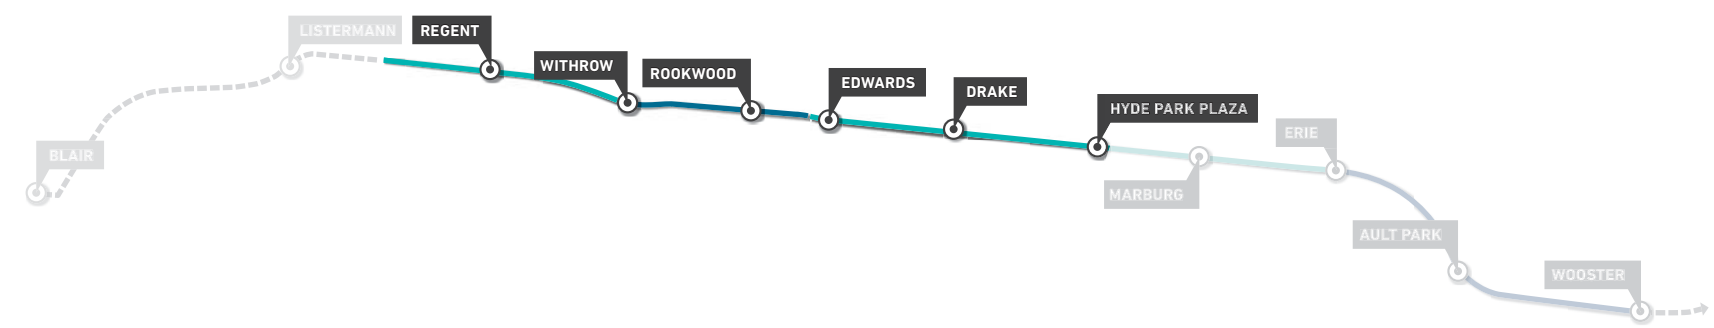 LISTERMANN
REGENT
WITHROW
ROOKWOOD
EDWARDS
DRAKE
HYDE PARK PLAZA
ERIE
BLAIR
MARBURG
AULT PARK
WOOSTER